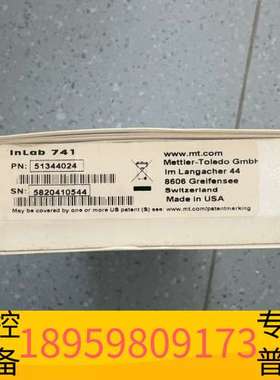 InLab 741
PN: 51344024
SN: 5820410544
May be covered by one or more US patent (s). See www.mt.com/patentmarking
www.mt.com
Mettler-Toledo GmbH
Im Langacher 44
8606 Greifensee
Switzerland
Made in USA
控
备
18959809173
专
普